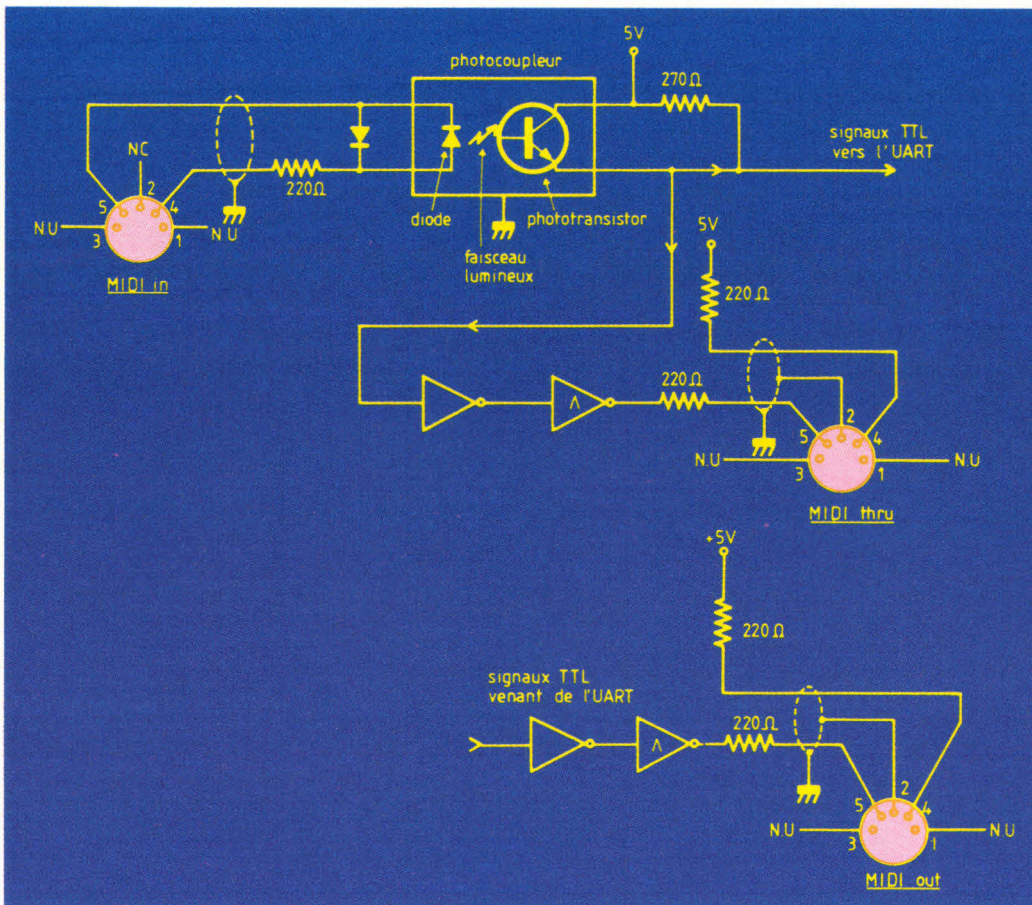 photocoupleur
5V
270Ω
signaux TTL
vers l'UART
NC
220Ω
2
5
4
N.U
3
1
N.U
MIDI in
diode
phototransistor
faisceau
lumineux
5V
220Ω
220Ω
Λ
2
5
4
N.U
3
1
N.U
MIDI thru
+5V
220Ω
signaux TTL
venant de l'UART
220Ω
Λ
2
5
4
N.U
3
1
N.U
MIDI out